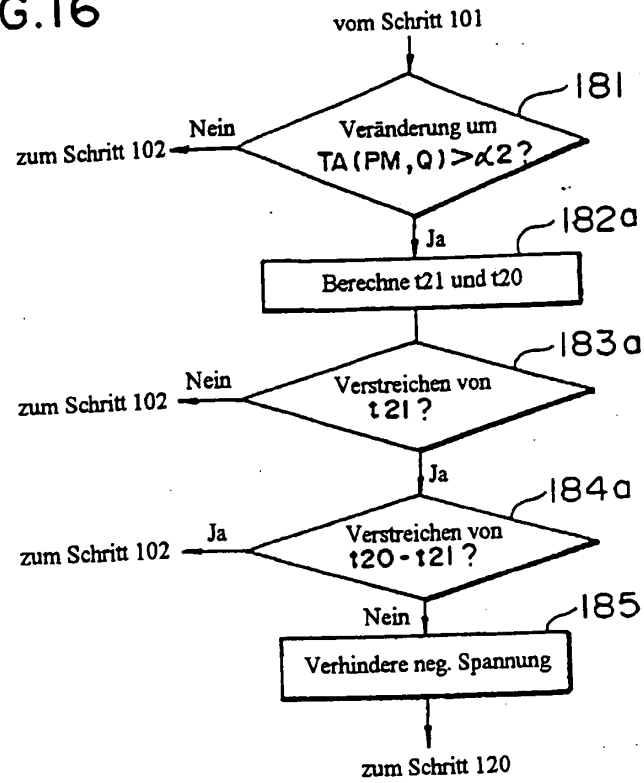 G.16
vom Schritt 101
181
Nein
Veränderung um
zum Schritt 102
TA(PM,Q)>α2?
Ja
182a
Berechne t21 und t20
183a
Nein
Verstreichen von
zum Schritt 102
t21?
Ja
184a
Ja
Verstreichen von
zum Schritt 102
t20-t21?
Nein
185
Verhindere neg. Spannung
zum Schritt 120